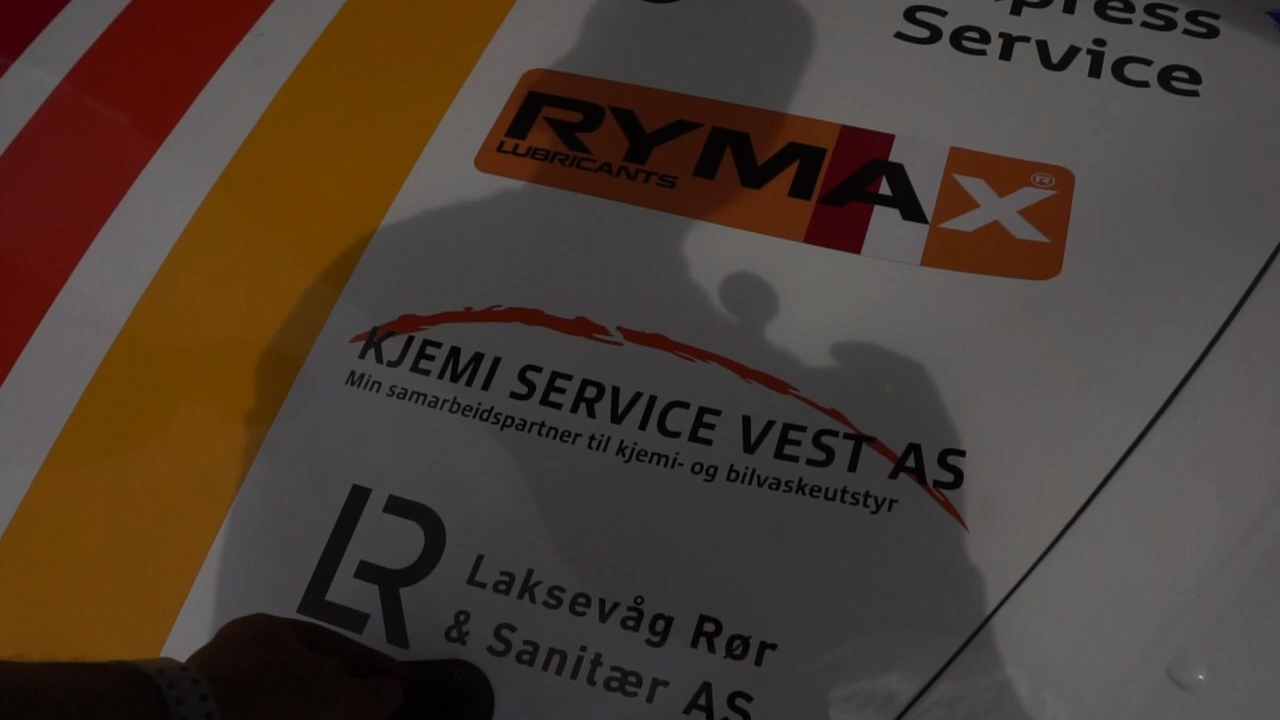 Service
RYMAX®
LUBRICANTS
KJEMI SERVICE VEST AS
Min samarbeidspartner til kjemi- og bilvaskeutstyr
LR
Laksevåg Rør
& Sanitær AS